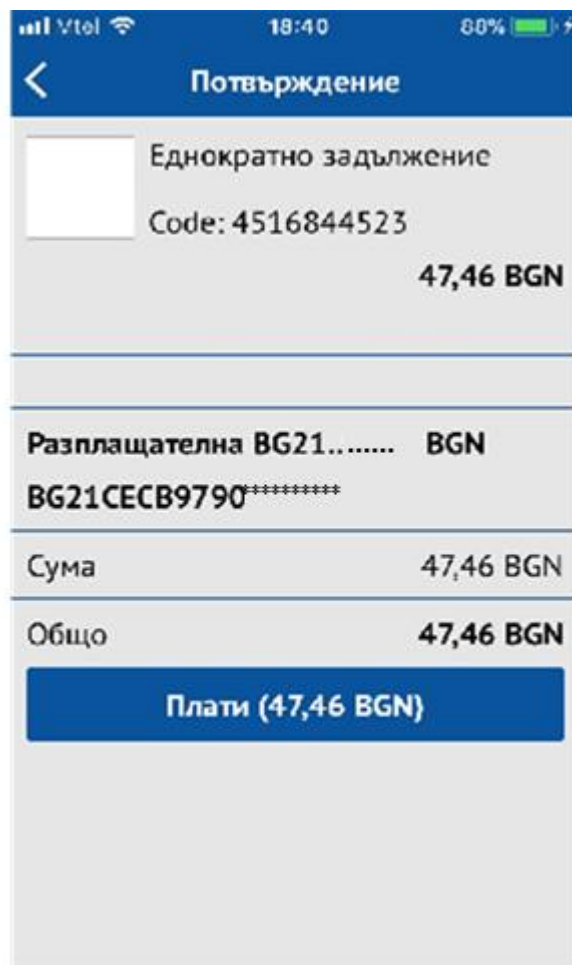 Vtel 18:40 88%
Потвърждение
Еднократно задължение
Code: 4516844523
47,46 BGN
Разплащателна BG21........ BGN
BG21CECB9790**********
Сума 47,46 BGN
Общо 47,46 BGN
Плати (47,46 BGN)